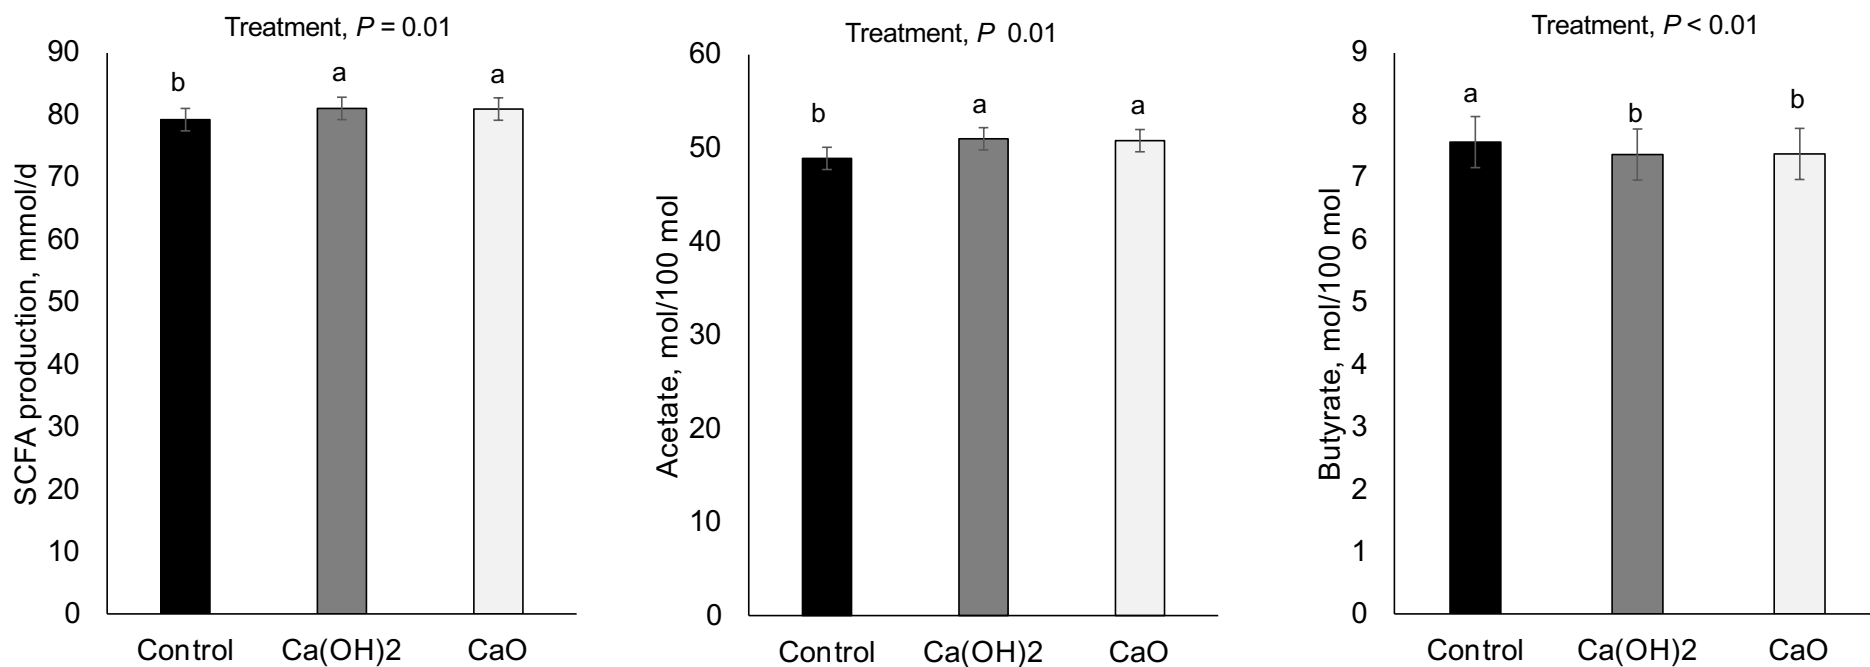 Treatment, P = 0.01
SCFA production, mmol/d
90
80
70
60
50
40
30
20
10
0
b
a
a
Control
Ca(OH)2
CaO
Treatment, P 0.01
Acetate, mol/100 mol
60
50
40
30
20
10
0
b
a
a
Control
Ca(OH)2
CaO
Treatment, P < 0.01
Butyrate, mol/100 mol
9
8
7
6
5
4
3
2
1
0
a
b
b
Control
Ca(OH)2
CaO